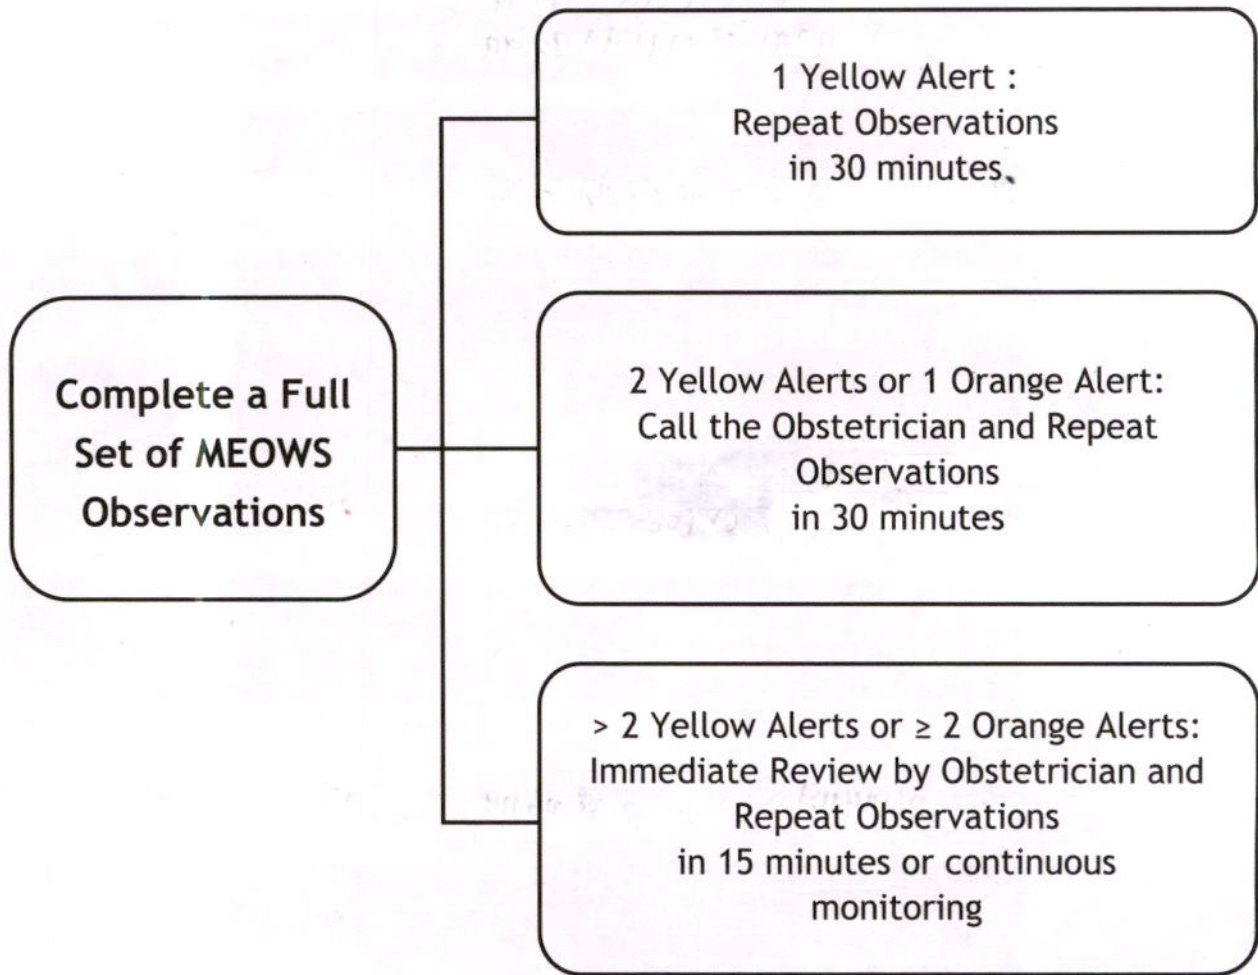 1 Yellow Alert :
Repeat Observations
in 30 minutes.
Complete a Full
Set of MEOWS
Observations
2 Yellow Alerts or 1 Orange Alert:
Call the Obstetrician and Repeat
Observations
in 30 minutes
> 2 Yellow Alerts or ≥ 2 Orange Alerts:
Immediate Review by Obstetrician and
Repeat Observations
in 15 minutes or continuous
monitoring